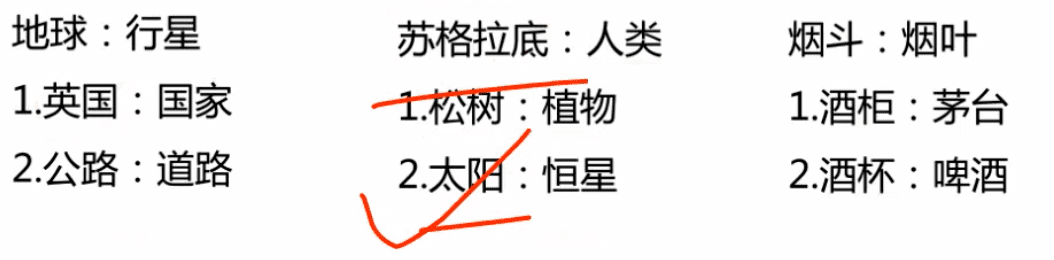 地球：行星
1.英国：国家
2.公路：道路
苏格拉底：人类
1.松树：植物
2.太阳：恒星
烟斗：烟叶
1.酒柜：茅台
2.酒杯：啤酒